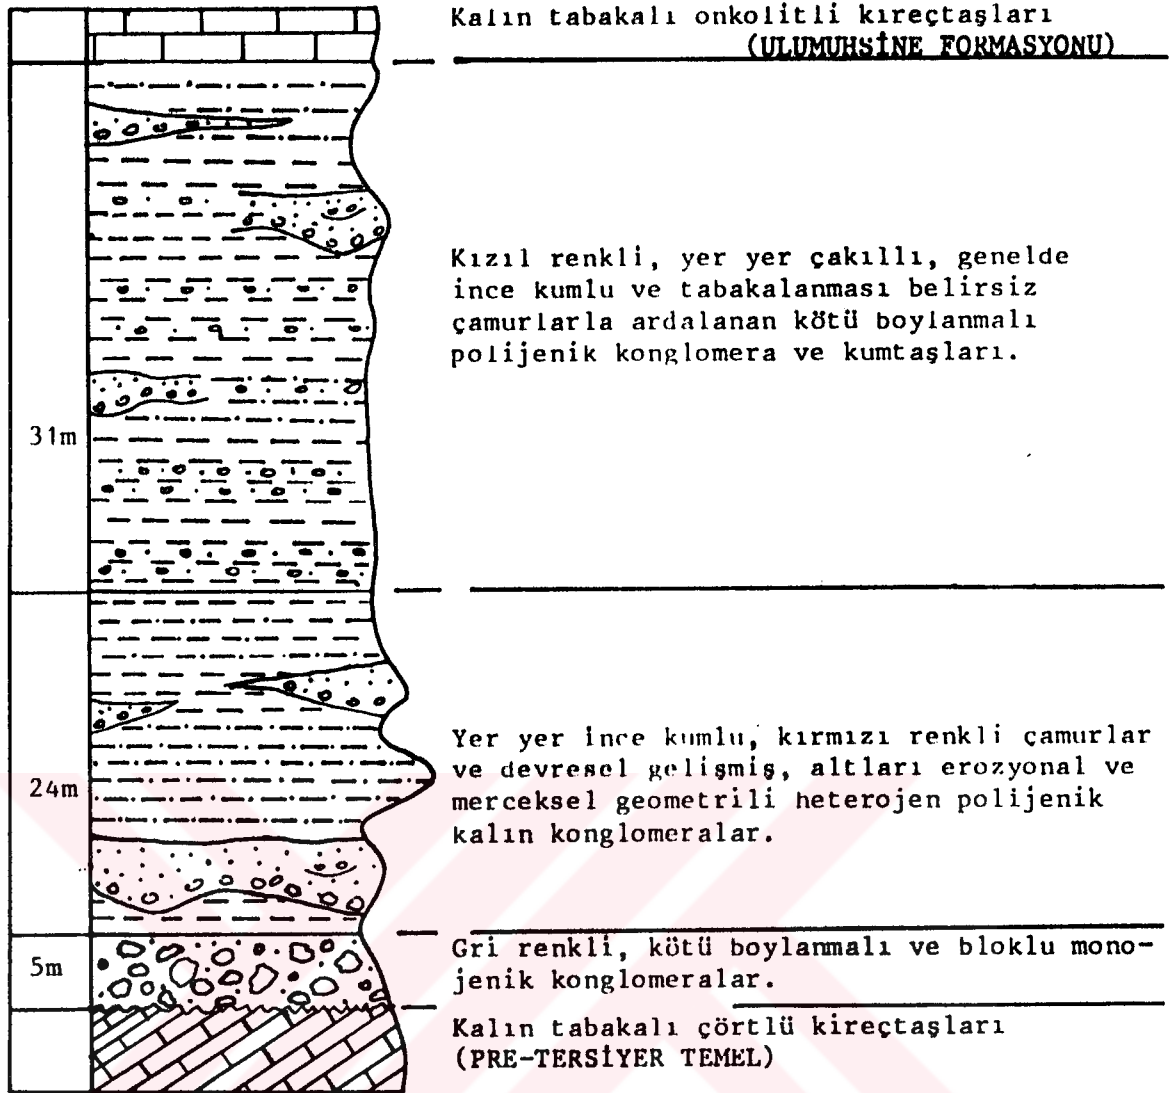 Kalın tabakalı onkolitli kıreçtaşları
(ULUMUHSİNE FORMASYONU)
Kızıl renkli, yer yer çakıllı, genelde
ince kumlu ve tabakalanması belirsiz
çamurlarla ardalanan kötü boylanmalı
polijenik konglomera ve kumtaşları.
31m
Yer yer ince kumlu, kırmızı renkli çamurlar
ve devresel gelişmiş, altları erozyonal ve
merceksel geometrili heterojen polijenik
kalın konglomeralar.
24m
Gri renkli, kötü boylanmalı ve bloklu mono-
jenik konglomeralar.
5m
Kalın tabakalı çörtlü kireçtaşları
(PRE-TERSİYER TEMEL)